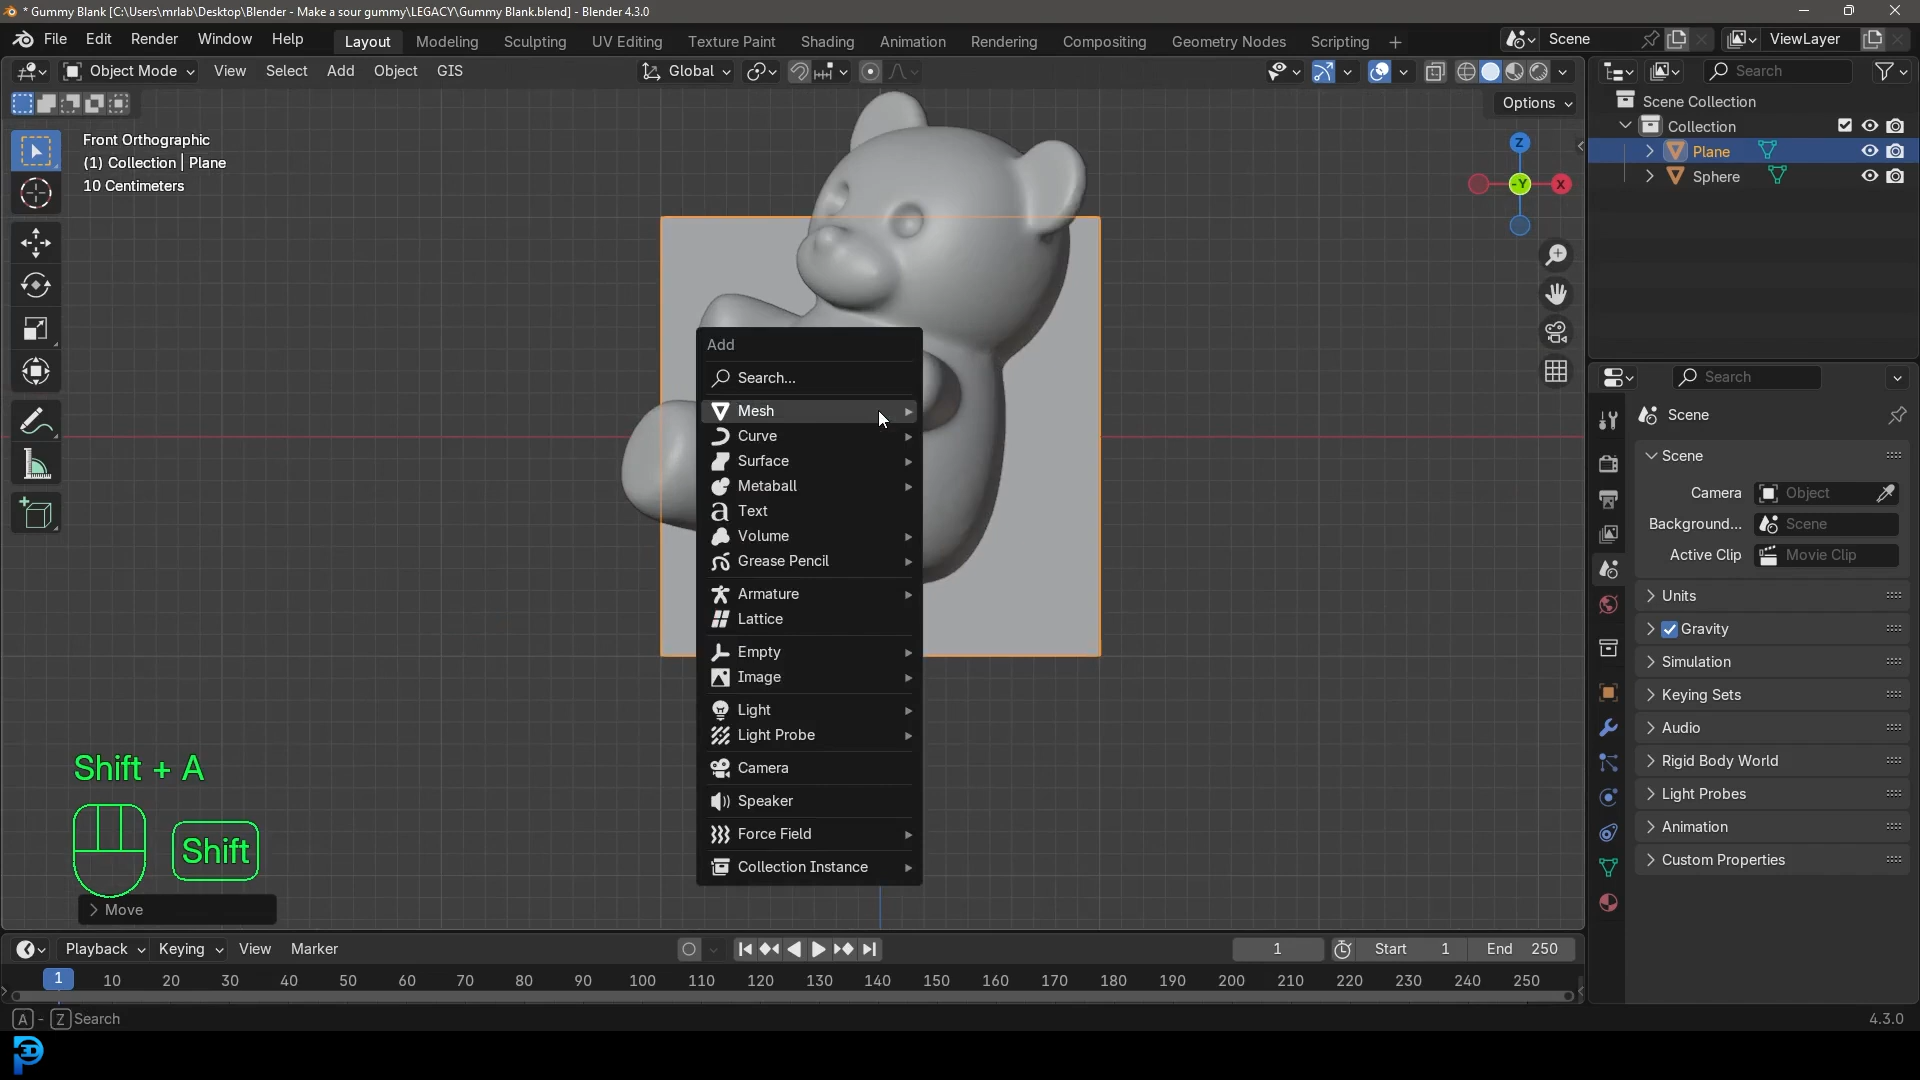 * Gummy Blank [C:\Users\mrlab\Desktop\Blender - Make a sour gummy\LEGACY\Gummy Blank.blend] - Blender 4.3.0
File Edit Render Window Help Layout Modeling Sculpting UV Editing Texture Paint Shading Animation Rendering Compositing Geometry Nodes Scripting Scene ViewLayer
Object Mode View Select Add Object GIS Global Search
Options
Front Orthographic
(1) Collection | Plane
10 Centimeters
Scene Collection
Collection
Plane
Sphere
Z
-Y
X
Add
Search...
Mesh
Curve
Surface
Metaball
Text
Volume
Grease Pencil
Armature
Lattice
Empty
Image
Light
Light Probe
Camera
Speaker
Force Field
Collection Instance
Search
Scene
Scene
Camera Object
Background... Scene
Active Clip Movie Clip
Units
Gravity
Simulation
Keying Sets
Audio
Rigid Body World
Light Probes
Animation
Custom Properties
Shift + A
Shift
Move
Playback Keying View Marker 1 Start 1 End 250
1 10 20 30 40 50 60 70 80 90 100 110 120 130 140 150 160 170 180 190 200 210 220 230 240 250
A - Z Search 4.3.0